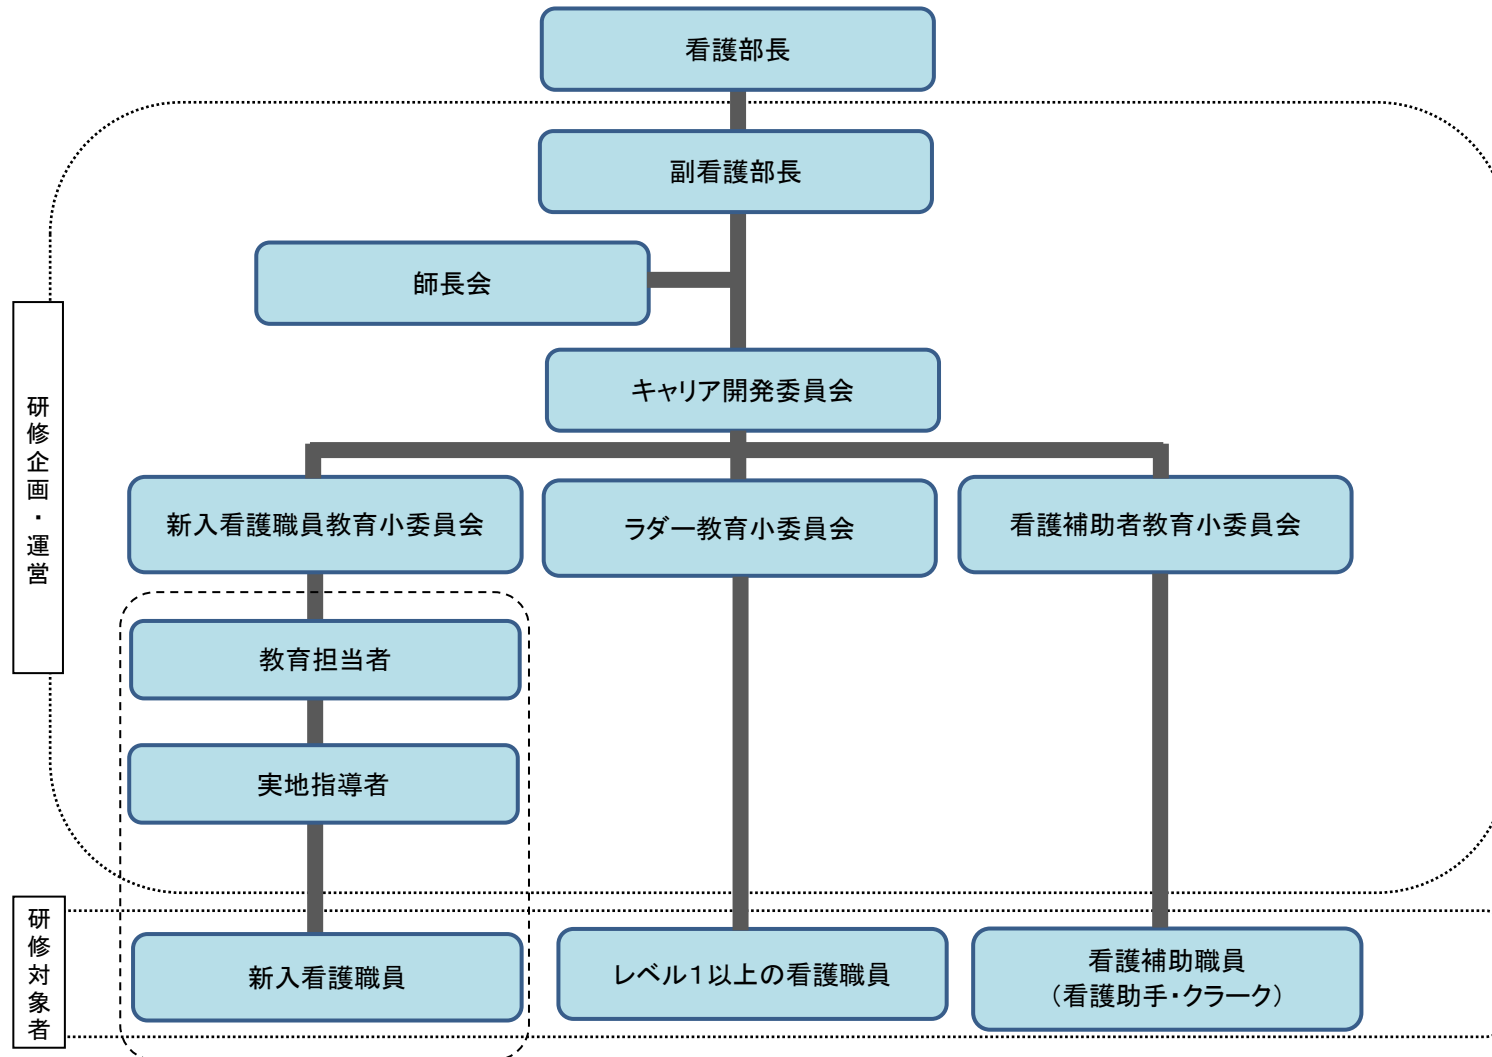 看護部長
副看護部長
師長会
キャリア開発委員会
研修企画・運営
新入看護職員教育小委員会
ラダー教育小委員会
看護補助者教育小委員会
教育担当者
実地指導者
研修対象者
新入看護職員
レベル１以上の看護職員
看護補助職員
（看護助手・クラーク）